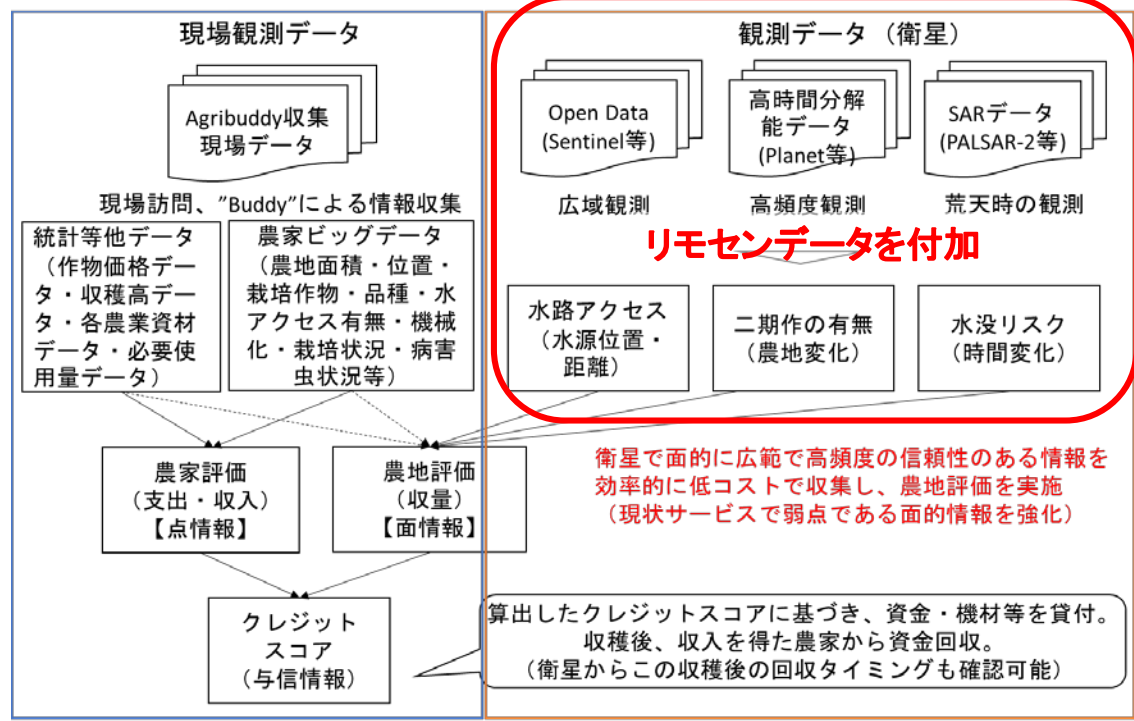 現場観測データ
Agribuddy収集
現場データ
現場訪問、”Buddy”による情報収集
統計等他データ
（作物価格デー
タ・収穫高デー
タ・各農業資材
データ・必要使
用量データ）
農家ビッグデータ
（農地面積・位置・
栽培作物・品種・水
アクセス有無・機械
化・栽培状況・病害
虫状況等）
観測データ（衛星）
Open Data
(Sentinel等)
高時間分解
能データ
(Planet等)
SARデータ
(PALSAR-2等)
広域観測
高頻度観測
荒天時の観測
リモセンデータを付加
水路アクセス
（水源位置・
距離）
二期作の有無
（農地変化）
水没リスク
（時間変化）
農家評価
（支出・収入）
【点情報】
農地評価
（収量）
【面情報】
衛星で面的に広範で高頻度の信頼性のある情報を
効率的に低コストで収集し、農地評価を実施
（現状サービスで弱点である面的情報を強化）
クレジット
スコア
（与信情報）
算出したクレジットスコアに基づき、資金・機材等を貸付。
収穫後、収入を得た農家から資金回収。
（衛星からこの収穫後の回収タイミングも確認可能）